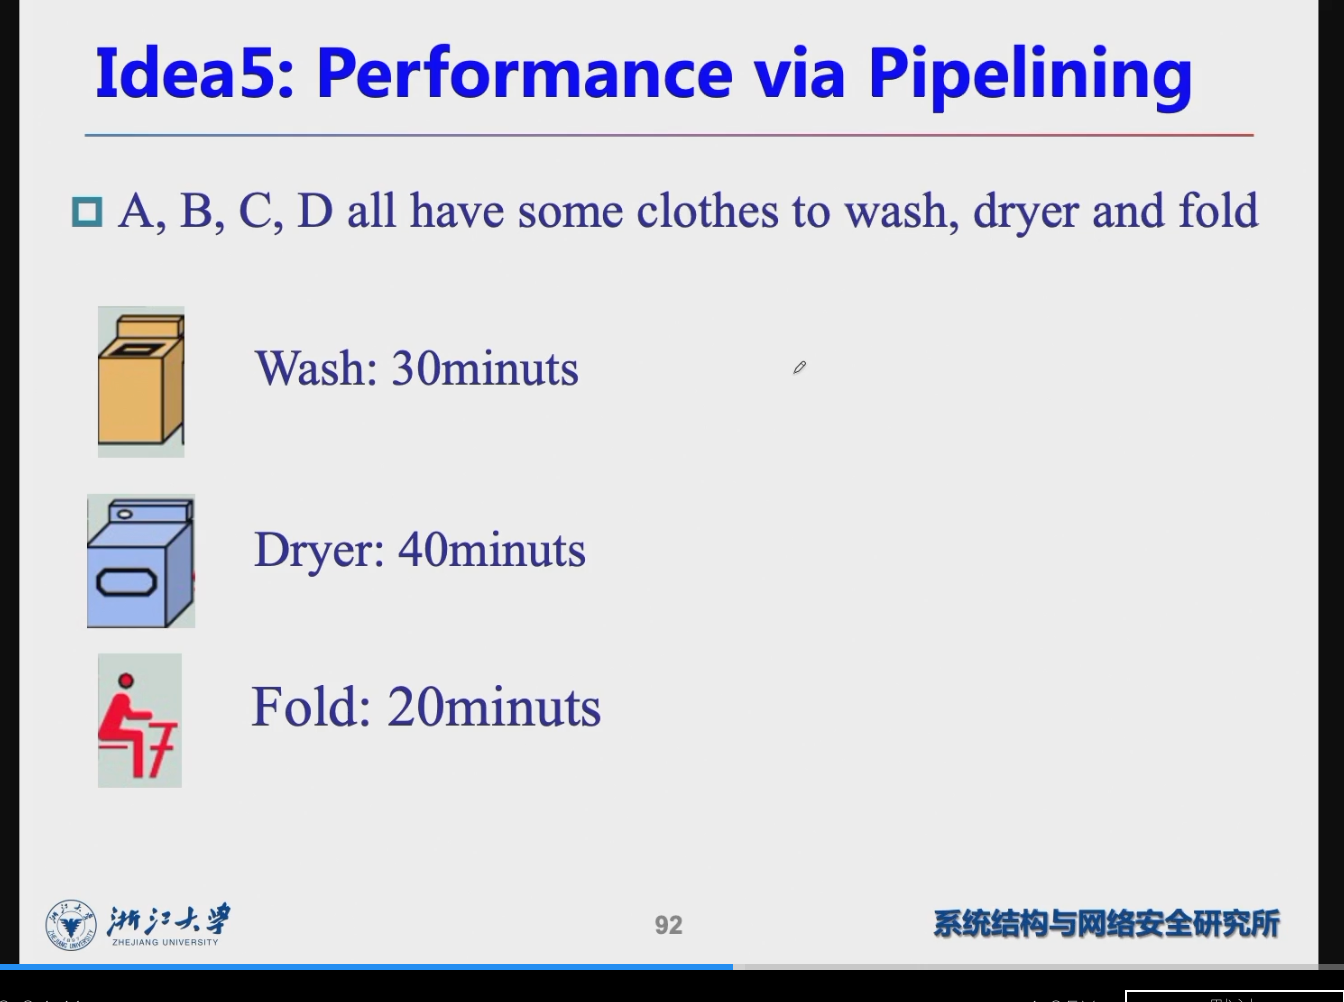 Idea5: Performance via Pipelining
A, B, C, D all have some clothes to wash, dryer and fold
Wash: 30minuts
Dryer: 40minuts
Fold: 20minuts
浙江大学
ZHEJIANG UNIVERSITY
92
系统结构与网络安全研究所